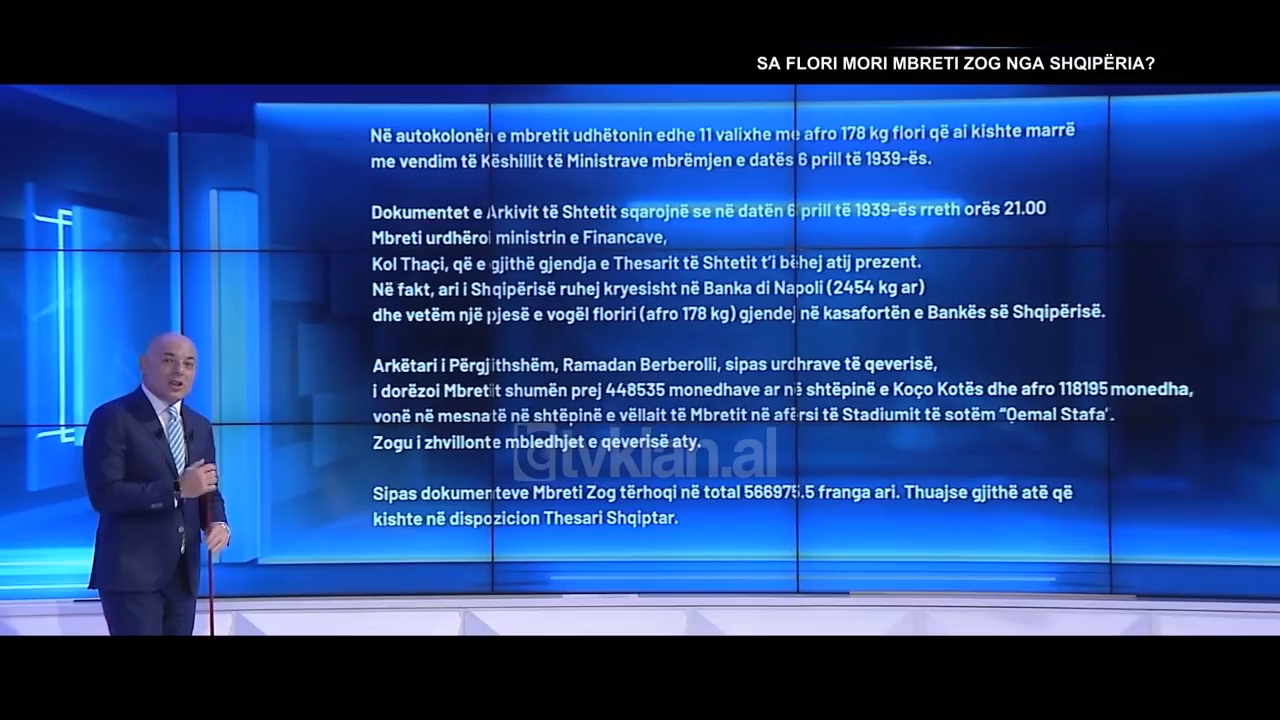 SA FLORI MORI MBRETI ZOG NGA SHQIPËRIA?
Në autokolonën e mbretit udhëtonin edhe 11 valixhe me afro 178 kg flori që ai kishte marrë
me vendim të Këshillit të Ministrave mbrëmjen e datës 6 prill të 1939-ës.
Dokumentet e Arkivit të Shtetit sqarojnë se në datën 6 prill të 1939-ës rreth orës 21.00
Mbreti urdhëroi ministrin e Financave,
Kol Thaçi, që e gjithë gjendja e Thesarit të Shtetit t'i bëhej atij prezent.
Në fakt, ari i Shqipërisë ruhej kryesisht në Banka di Napoli (2454 kg ar)
dhe vetëm një pjesë e vogël floriri (afro 178 kg) gjendej në kasafortën e Bankës së Shqipërisë.
Arkëtari i Përgjithshëm, Ramadan Berberolli, sipas urdhrave të qeverisë,
i dorëzoi Mbretit shumën prej 448535 monedhave ar në shtëpinë e Koço Kotës dhe afro 118195 monedha,
vonë në mesnatë në shtëpinë e vëllait të Mbretit në afërsi të Stadiumit të sotëm "Qemal Stafa".
Zogu i zhvillonte mbledhjet e qeverisë aty.
tvklan.al
Sipas dokumenteve Mbreti Zog tërhoqi në total 566975.5 franga ari. Thuajse gjithë atë që
kishte në dispozicion Thesari Shqiptar.